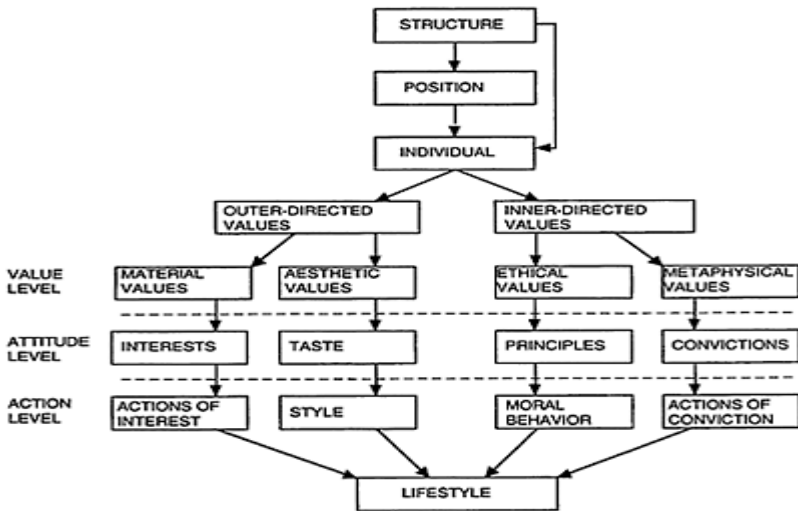 STRUCTURE
POSITION
INDIVIDUAL
OUTER-DIRECTED
VALUES
INNER-DIRECTED
VALUES
VALUE
LEVEL
MATERIAL
VALUES
AESTHETIC
VALUES
ETHICAL
VALUES
METAPHYSICAL
VALUES
ATTITUDE
LEVEL
INTERESTS
TASTE
PRINCIPLES
CONVICTIONS
ACTION
LEVEL
ACTIONS OF
INTEREST
STYLE
MORAL
BEHAVIOR
ACTIONS OF
CONVICTION
LIFESTYLE